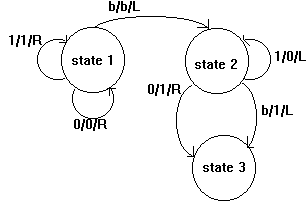 b/b/L
1/1/R
state 1
state 2
1/0/L
0/0/R
0/1/R
b/1/L
state 3